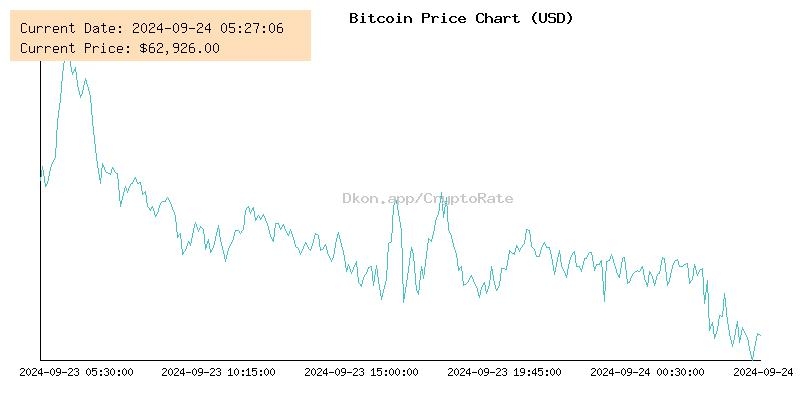 Bitcoin Price Chart (USD)
Current Date: 2024-09-24 05:27:06
Current Price: $62,926.00
Dkon.app/CryptoRate
2024-09-23 05:30:00
2024-09-23 10:15:00
2024-09-23 15:00:00
2024-09-23 19:45:00
2024-09-24 00:30:00
2024-09-24